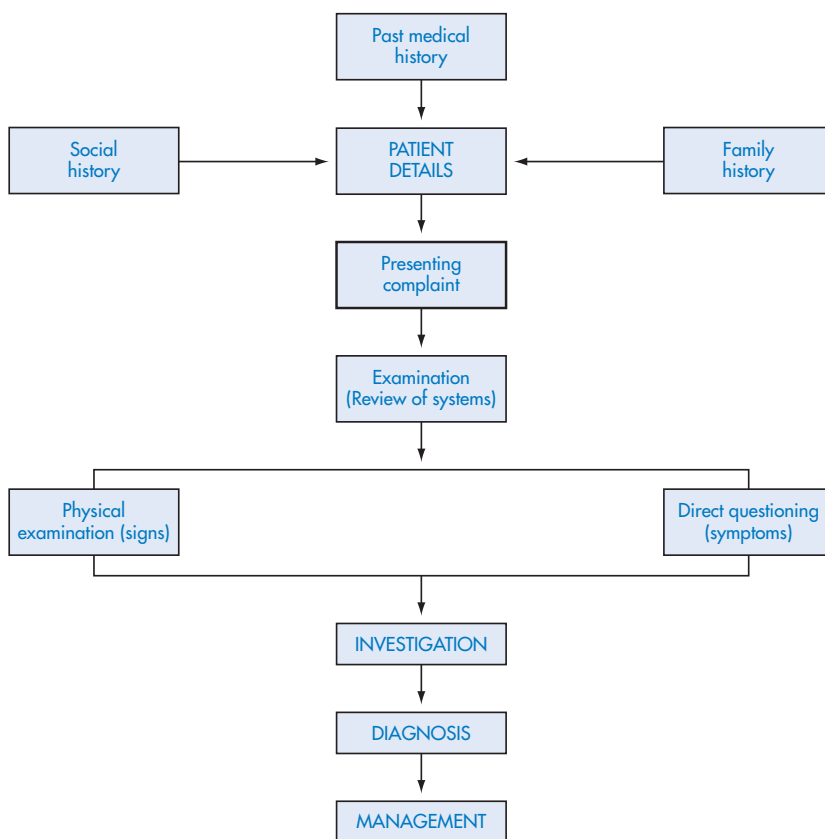 Past medical
history
Social
history
PATIENT
DETAILS
Family
history
Presenting
complaint
Examination
(Review of systems)
Physical
examination (signs)
Direct questioning
(symptoms)
INVESTIGATION
DIAGNOSIS
MANAGEMENT